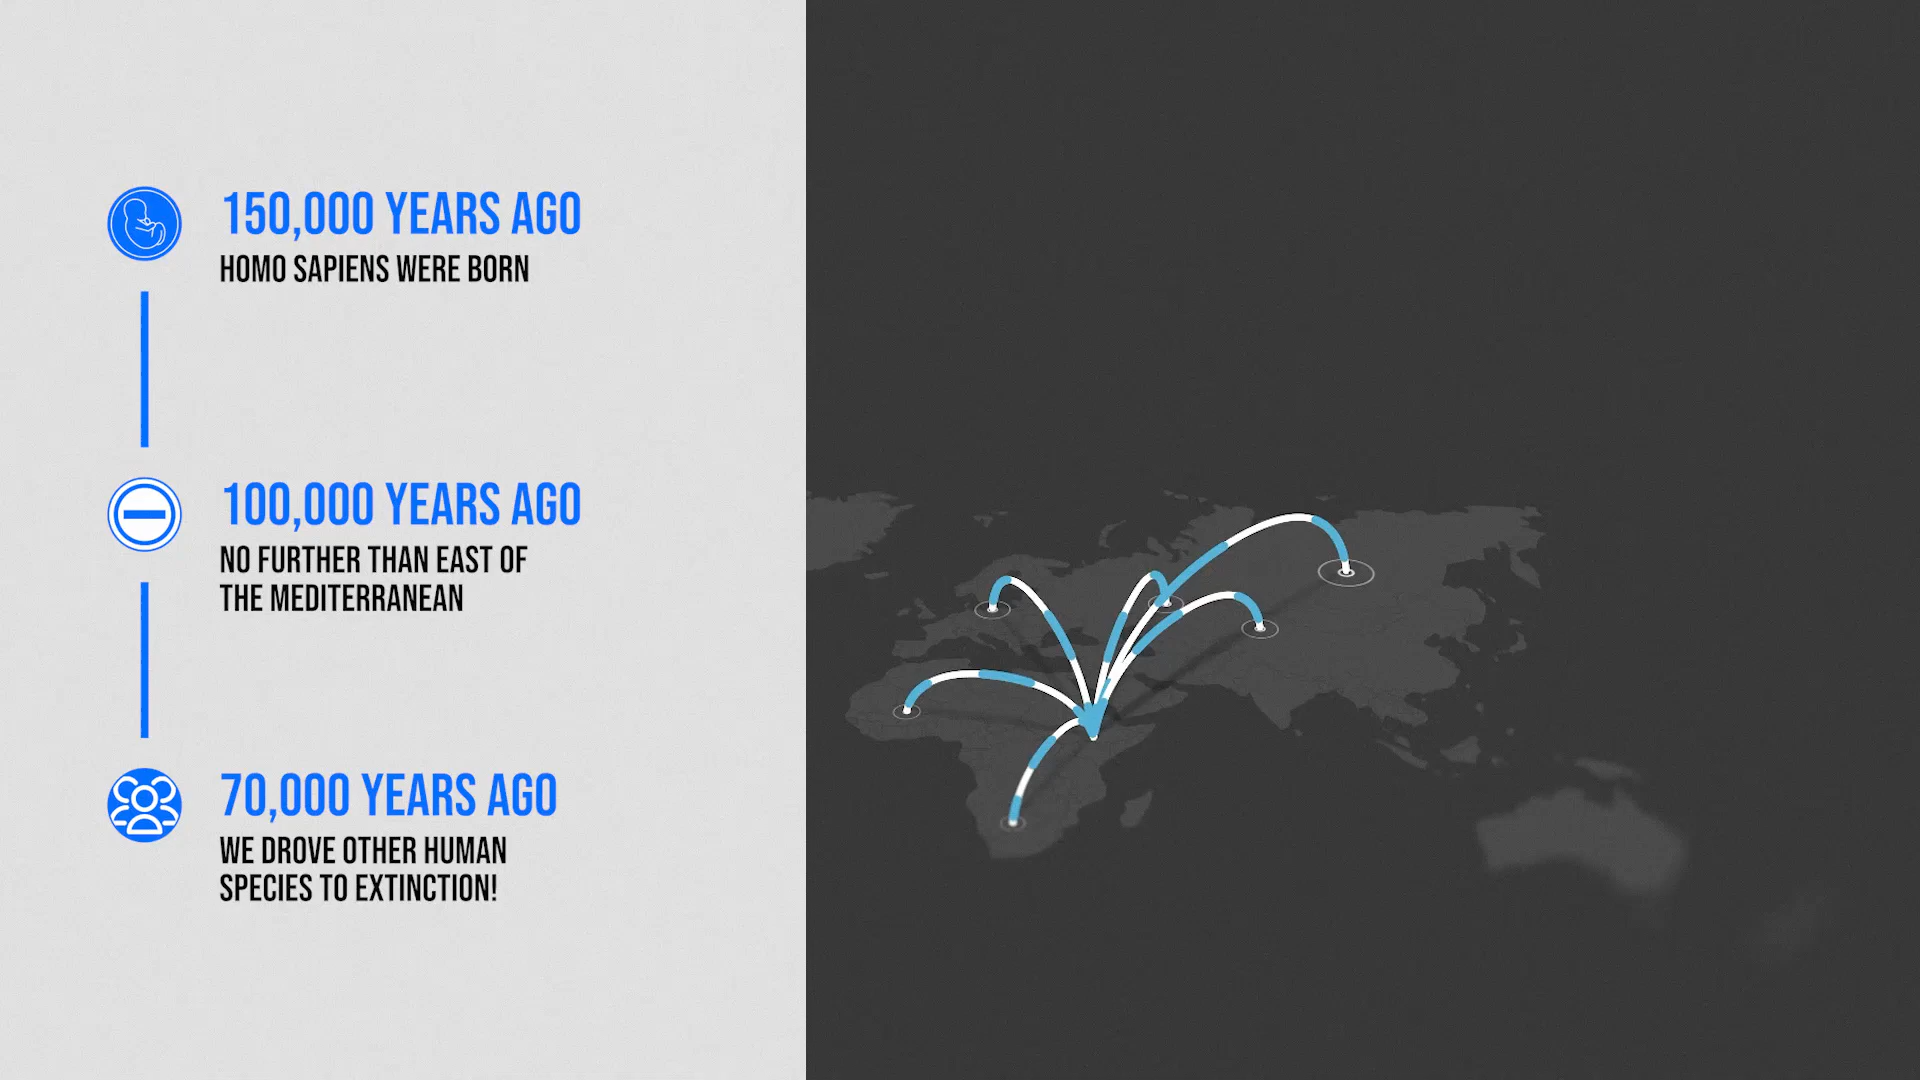 150,000 YEARS AGO
HOMO SAPIENS WERE BORN
100,000 YEARS AGO
NO FURTHER THAN EAST OF
THE MEDITERRANEAN
70,000 YEARS AGO
WE DROVE OTHER HUMAN
SPECIES TO EXTINCTION!